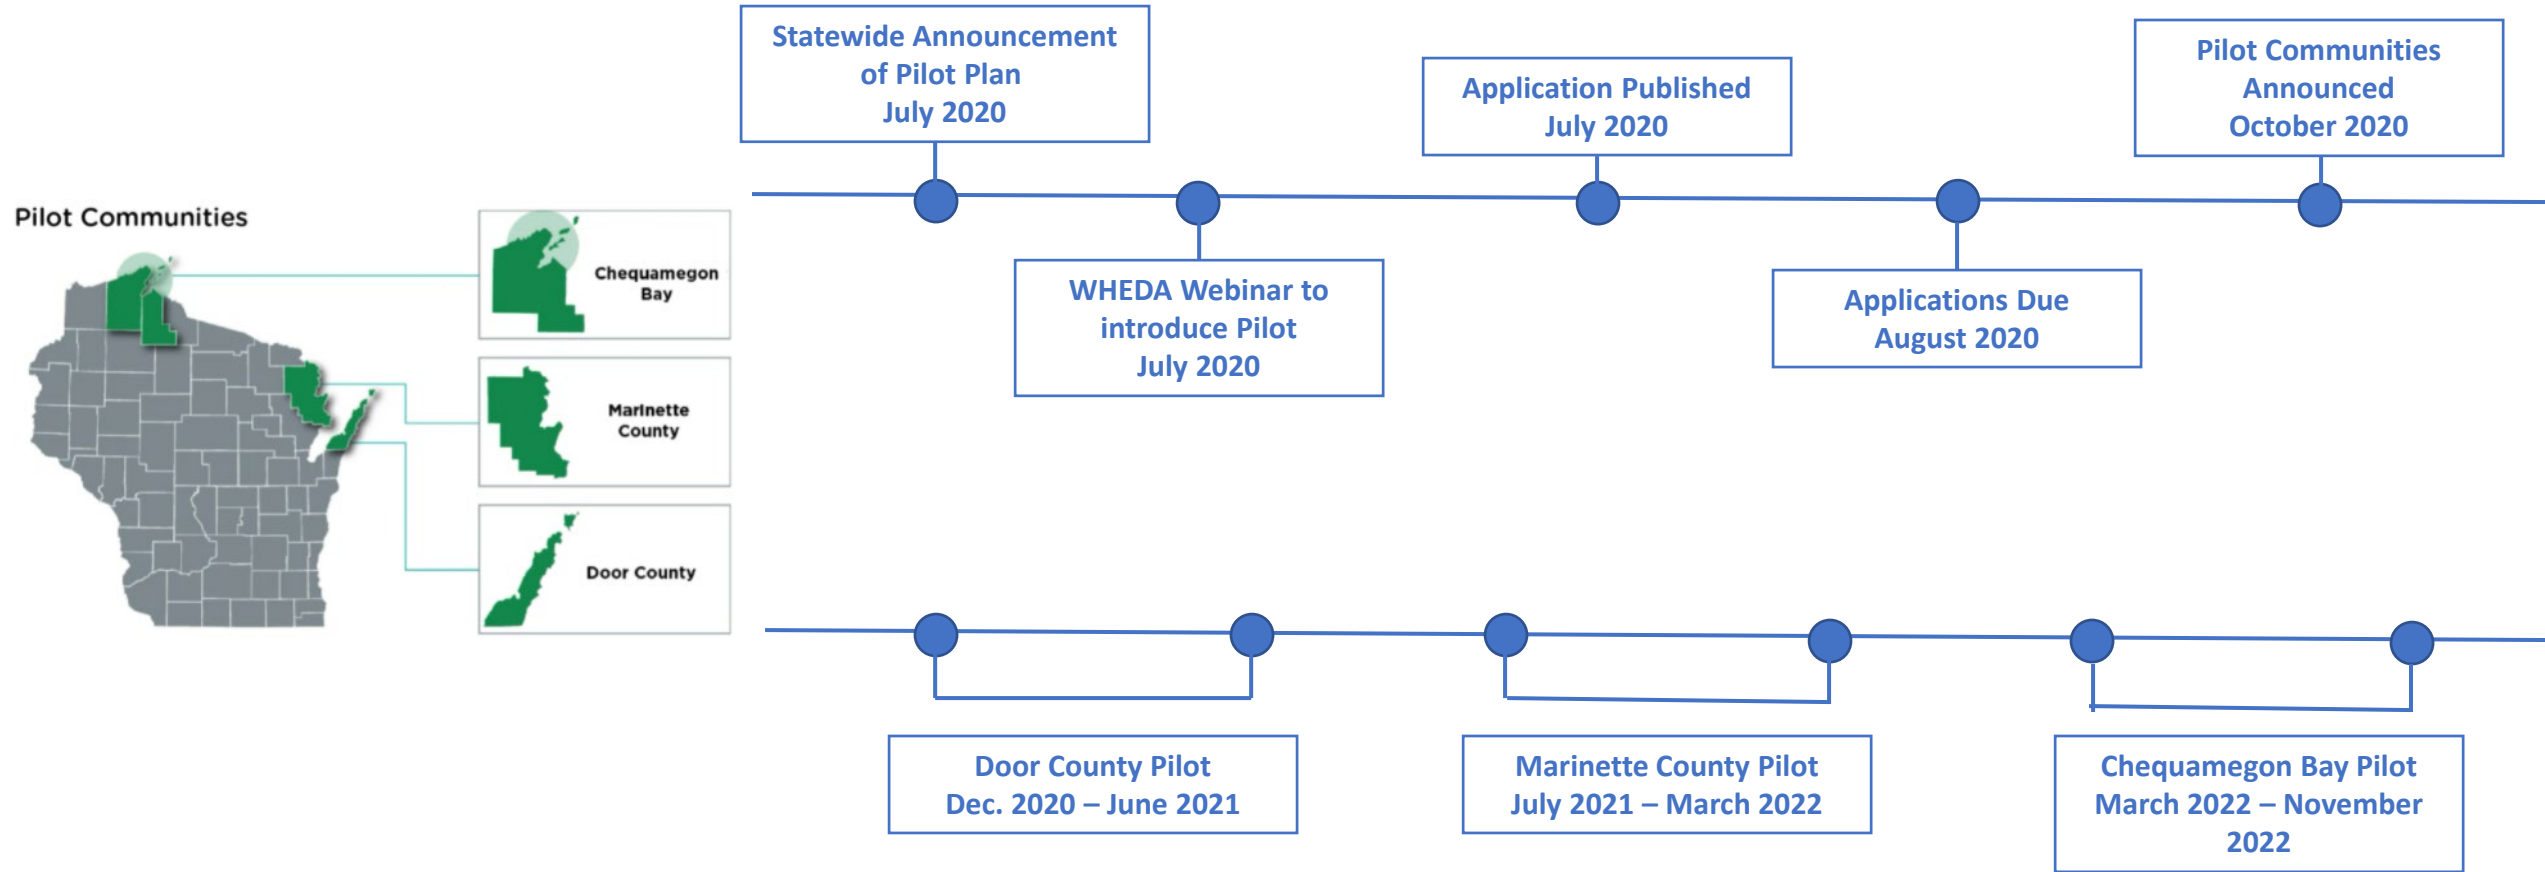 Statewide Announcement
of Pilot Plan
July 2020
Application Published
July 2020
Pilot Communities
Announced
October 2020
WHEDA Webinar to
introduce Pilot
July 2020
Applications Due
August 2020
Pilot Communities
Chequamegon
Bay
Marinette
County
Door County
Door County Pilot
Dec. 2020 – June 2021
Marinette County Pilot
July 2021 – March 2022
Chequamegon Bay Pilot
March 2022 – November
2022